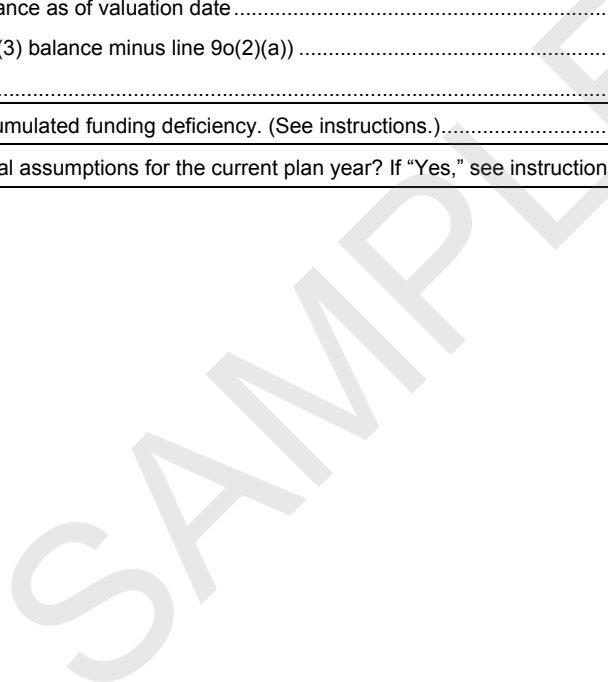 ance as of valuation date
(3) balance minus line 9o(2)(a))
umulated funding deficiency. (See instructions.)
al assumptions for the current plan year? If “Yes,” see instruction
SAMPLE